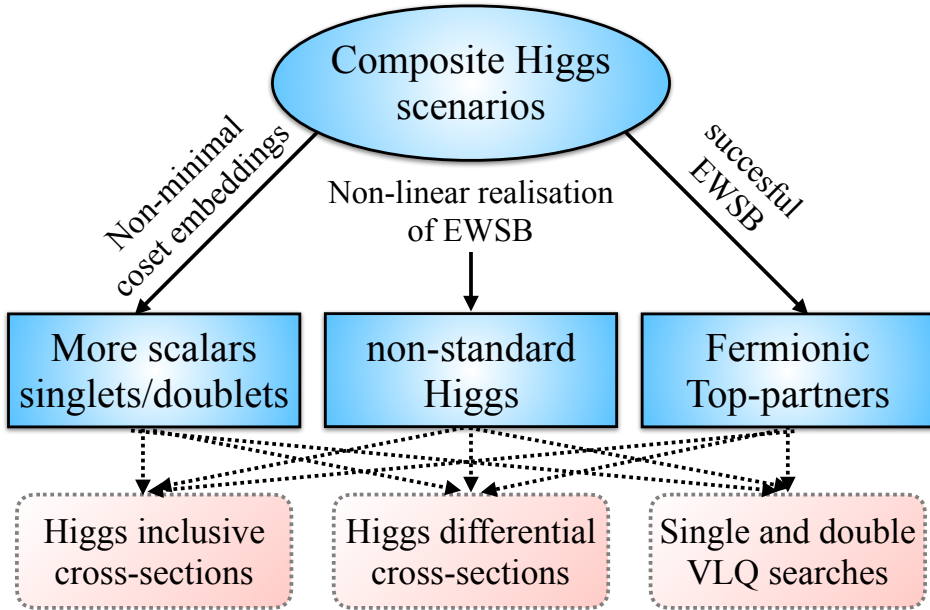 Composite Higgs
scenarios
Non-minimal
coset embeddings
Non-linear realisation
of EWSB
succesful
EWSB
More scalars
singlets/doublets
non-standard
Higgs
Fermionic
Top-partners
Higgs inclusive
cross-sections
Higgs differential
cross-sections
Single and double
VLQ searches